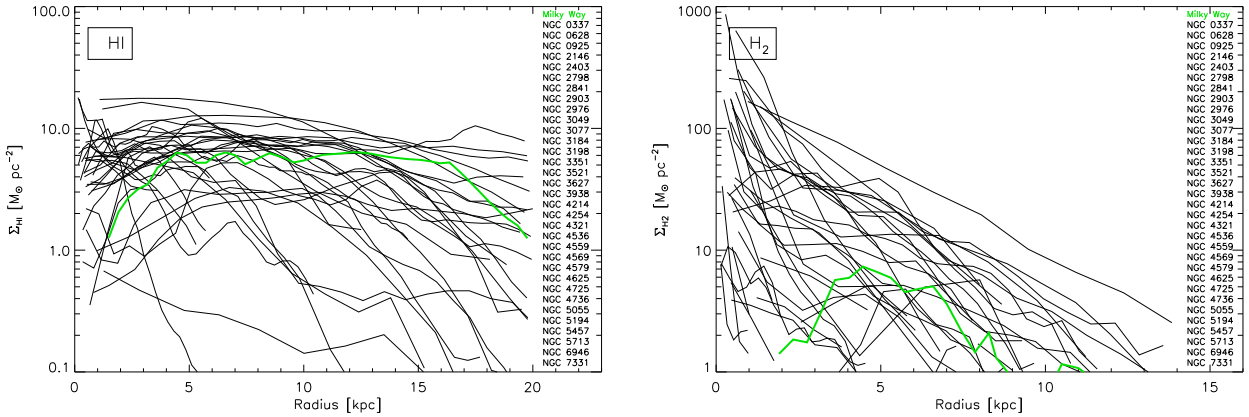 HI
100.0
10.0
1.0
0.1
Σ_HI [M⊙ pc⁻²]
0
5
10
15
20
Radius [kpc]
Milky Way
NGC 0337
NGC 0628
NGC 0925
NGC 2146
NGC 2403
NGC 2798
NGC 2841
NGC 2903
NGC 2976
NGC 3049
NGC 3077
NGC 3184
NGC 3198
NGC 3351
NGC 3521
NGC 3627
NGC 3938
NGC 4214
NGC 4254
NGC 4321
NGC 4536
NGC 4559
NGC 4569
NGC 4579
NGC 4625
NGC 4725
NGC 4736
NGC 5055
NGC 5194
NGC 5457
NGC 5713
NGC 6946
NGC 7331
H₂
1000
100
10
1
Σ_H2 [M⊙ pc⁻²]
0
5
10
15
Radius [kpc]
Milky Way
NGC 0337
NGC 0628
NGC 0925
NGC 2146
NGC 2403
NGC 2798
NGC 2841
NGC 2903
NGC 2976
NGC 3049
NGC 3077
NGC 3184
NGC 3198
NGC 3351
NGC 3521
NGC 3627
NGC 3938
NGC 4214
NGC 4254
NGC 4321
NGC 4536
NGC 4559
NGC 4569
NGC 4579
NGC 4625
NGC 4725
NGC 4736
NGC 5055
NGC 5194
NGC 5457
NGC 5713
NGC 6946
NGC 7331